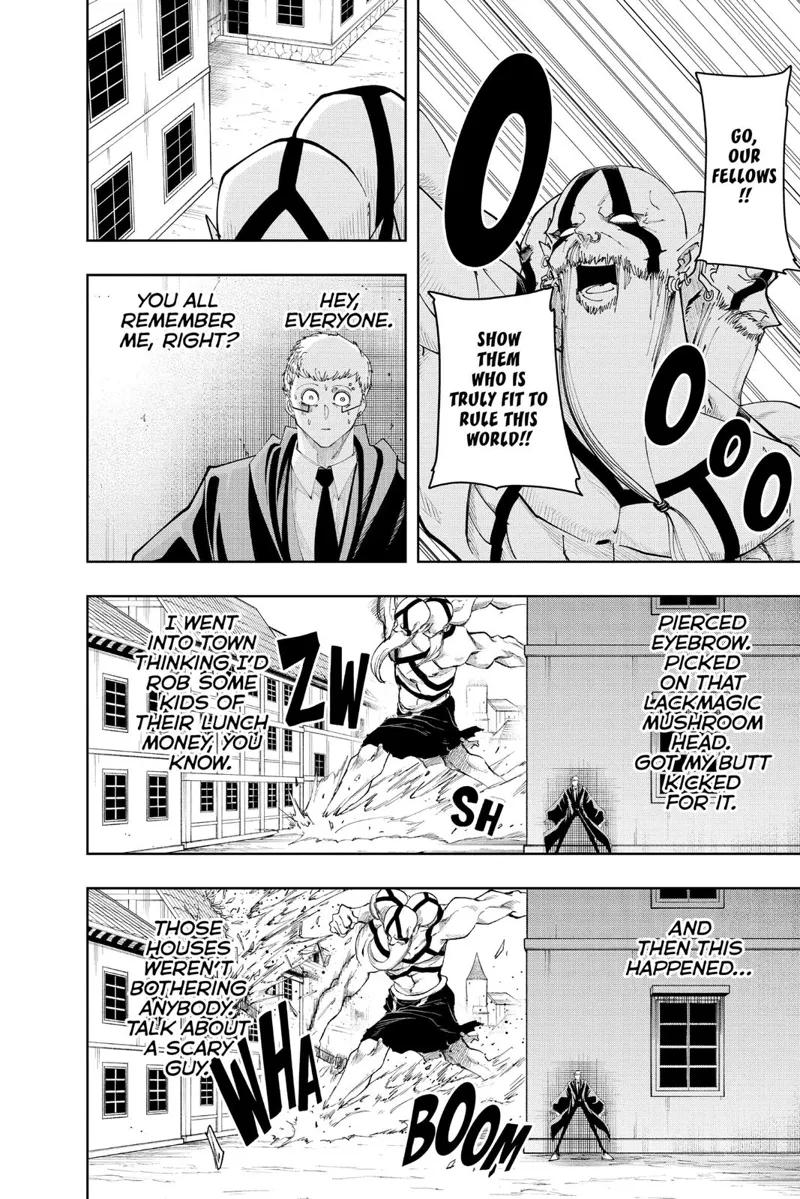 GO,
OUR
FELLOWS
!!
OOOOO
SHOW
THEM
WHO IS
TRULY FIT TO
RULE THIS
WORLD!!
HEY,
EVERYONE.
YOU ALL
REMEMBER
ME, RIGHT?
PIERCED
EYEBROW.
PICKED
ON THAT
LACKMAGIC
MUSHROOM
HEAD.
GOT MY BUTT
KICKED
FOR IT.
I WENT
INTO TOWN
THINKING I'D
ROB SOME
KIDS OF
THEIR LUNCH
MONEY, YOU
KNOW.
ZW
SH
AND
THEN THIS
HAPPENED...
THOSE
HOUSES
WEREN'T
BOTHERING
ANYBODY.
TALK ABOUT
A SCARY
GUY.
WHA
BOOM